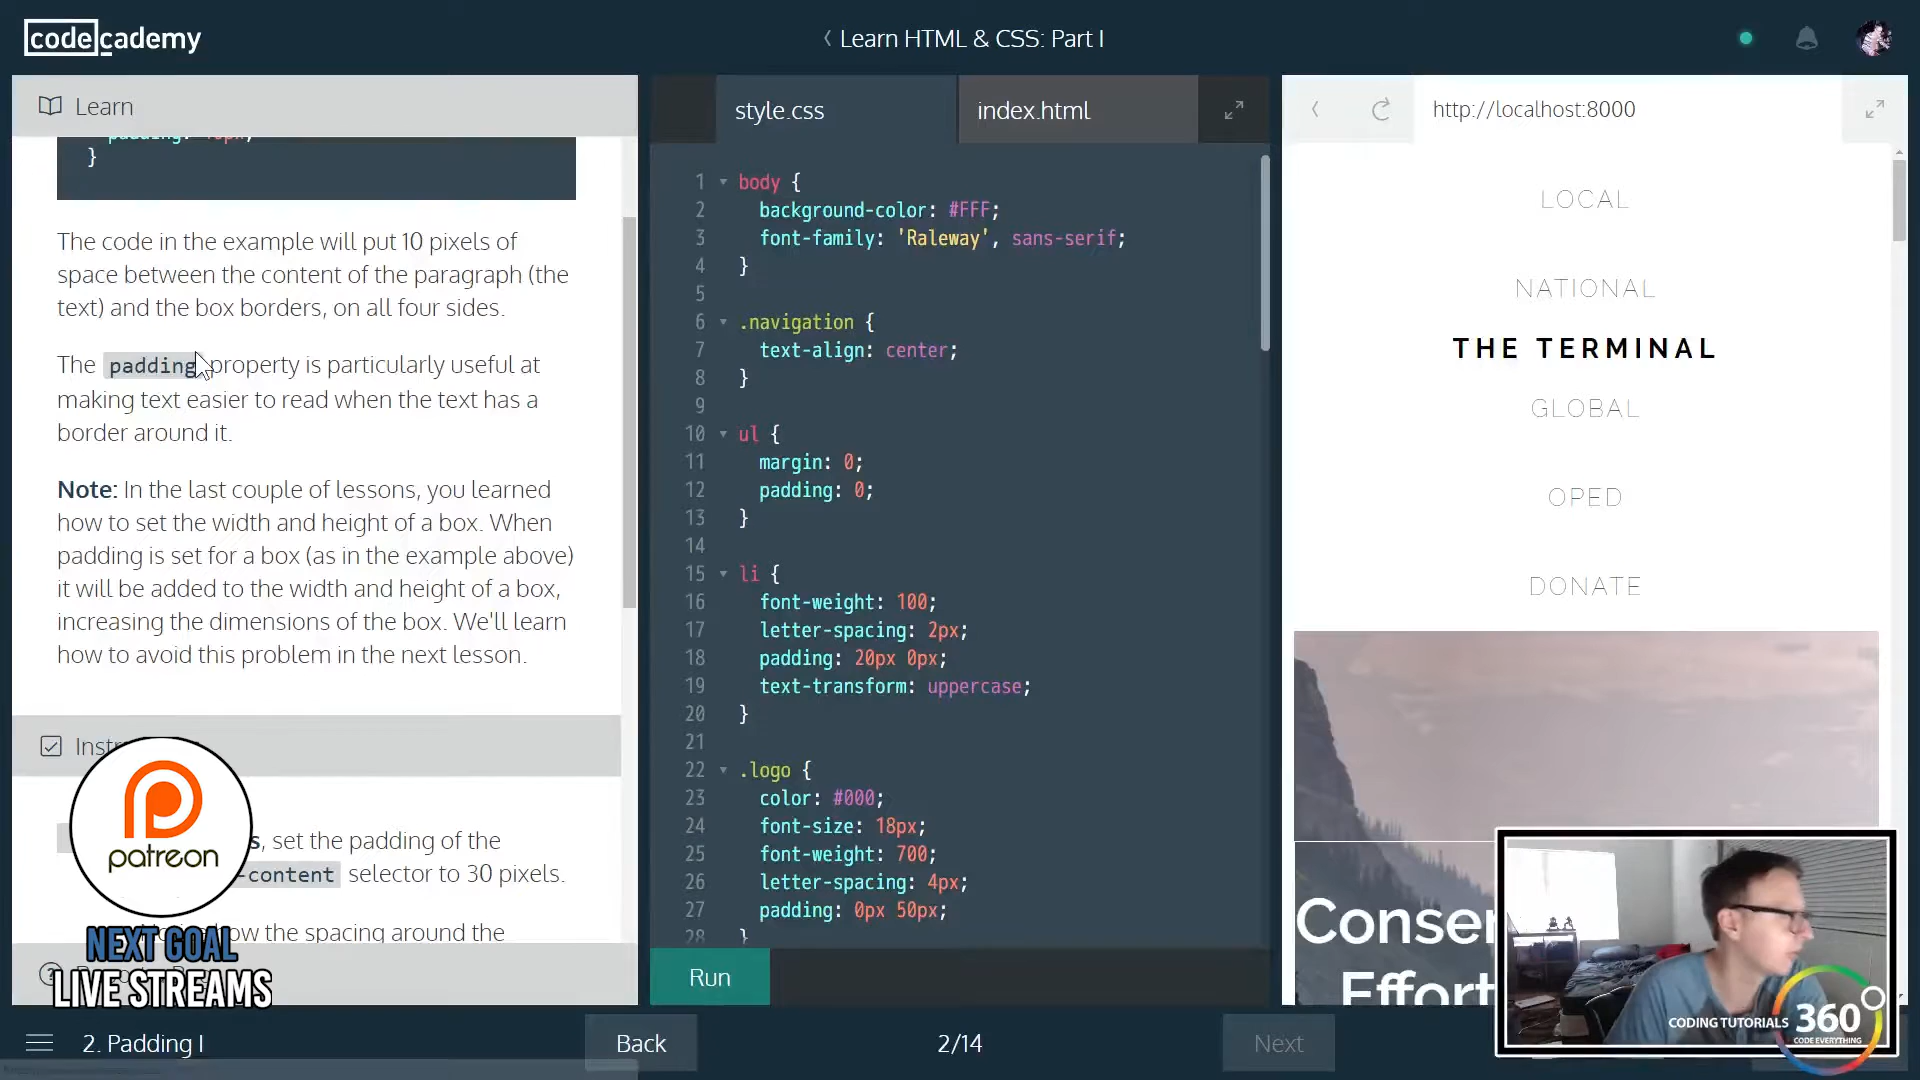 codecademy
Learn HTML & CSS: Part I
Learn
}
The code in the example will put 10 pixels of
space between the content of the paragraph (the
text) and the box borders, on all four sides.
The padding property is particularly useful at
making text easier to read when the text has a
border around it.
Note: In the last couple of lessons, you learned
how to set the width and height of a box. When
padding is set for a box (as in the example above)
it will be added to the width and height of a box,
increasing the dimensions of the box. We'll learn
how to avoid this problem in the next lesson.
, set the padding of the
-content selector to 30 pixels.
the spacing around the
patreon
NEXT GOAL
LIVE STREAMS
style.css
index.html
1 body {
2 background-color: #FFF;
3 font-family: 'Raleway', sans-serif;
4 }
5
6 .navigation {
7 text-align: center;
8 }
9
10 ul {
11 margin: 0;
12 padding: 0;
13 }
14
15 li {
16 font-weight: 100;
17 letter-spacing: 2px;
18 padding: 20px 0px;
19 text-transform: uppercase;
20 }
21
22 .logo {
23 color: #000;
24 font-size: 18px;
25 font-weight: 700;
26 letter-spacing: 4px;
27 padding: 0px 50px;
28 }
Run
http://localhost:8000
LOCAL
NATIONAL
THE TERMINAL
GLOBAL
OPED
DONATE
Conser
Effort
CODING TUTORIALS 360°
CODE EVERYTHING
2. Padding I
Back
2/14
Next